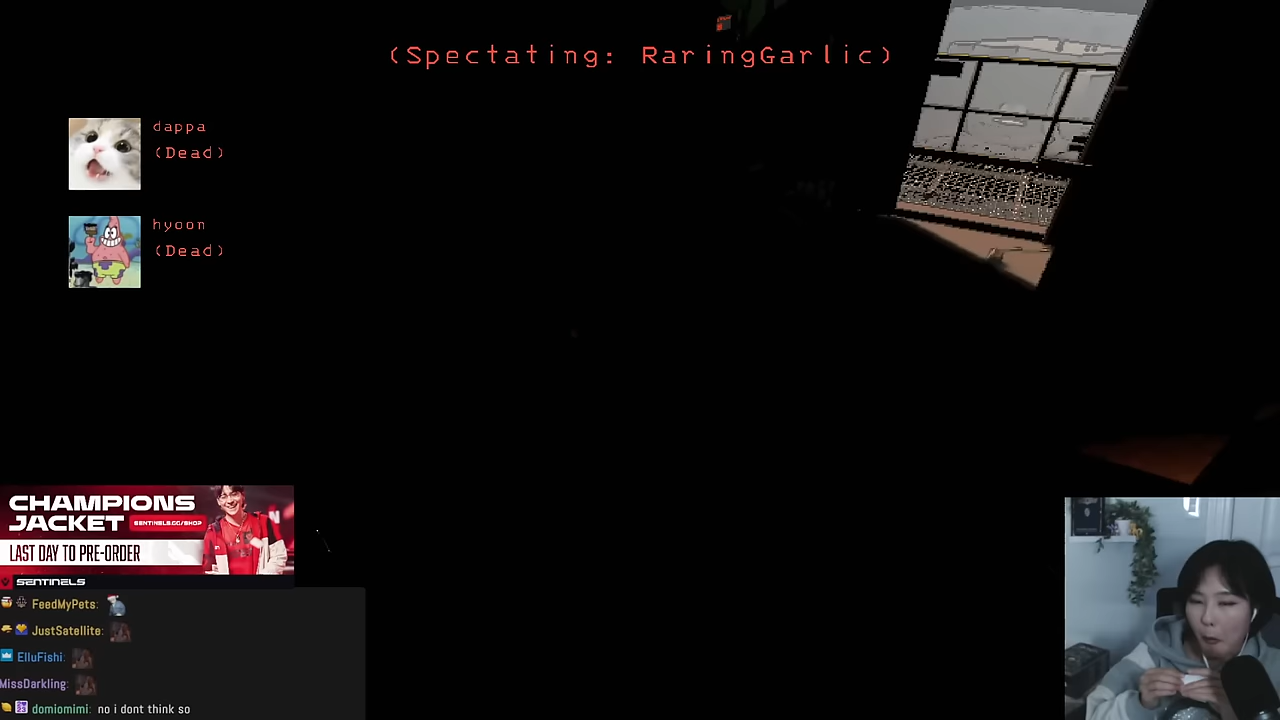 (Spectating: RaringGarlic)
dappa
(Dead)
hyoon
(Dead)
CHAMPIONS
JACKET
SENTINELS.GG/SHOP
LAST DAY TO PRE-ORDER
SENTINELS
FeedMyPets:
JustSatellite:
ElluFishi:
MissDarkling:
domiomimi: no i dont think so